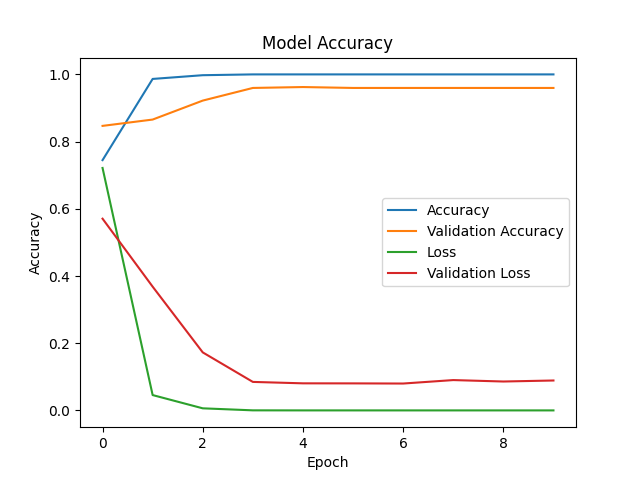 Model Accuracy
1.0
0.8
0.6
0.4
0.2
0.0
Accuracy
Accuracy
Validation Accuracy
Loss
Validation Loss
0 2 4 6 8
Epoch